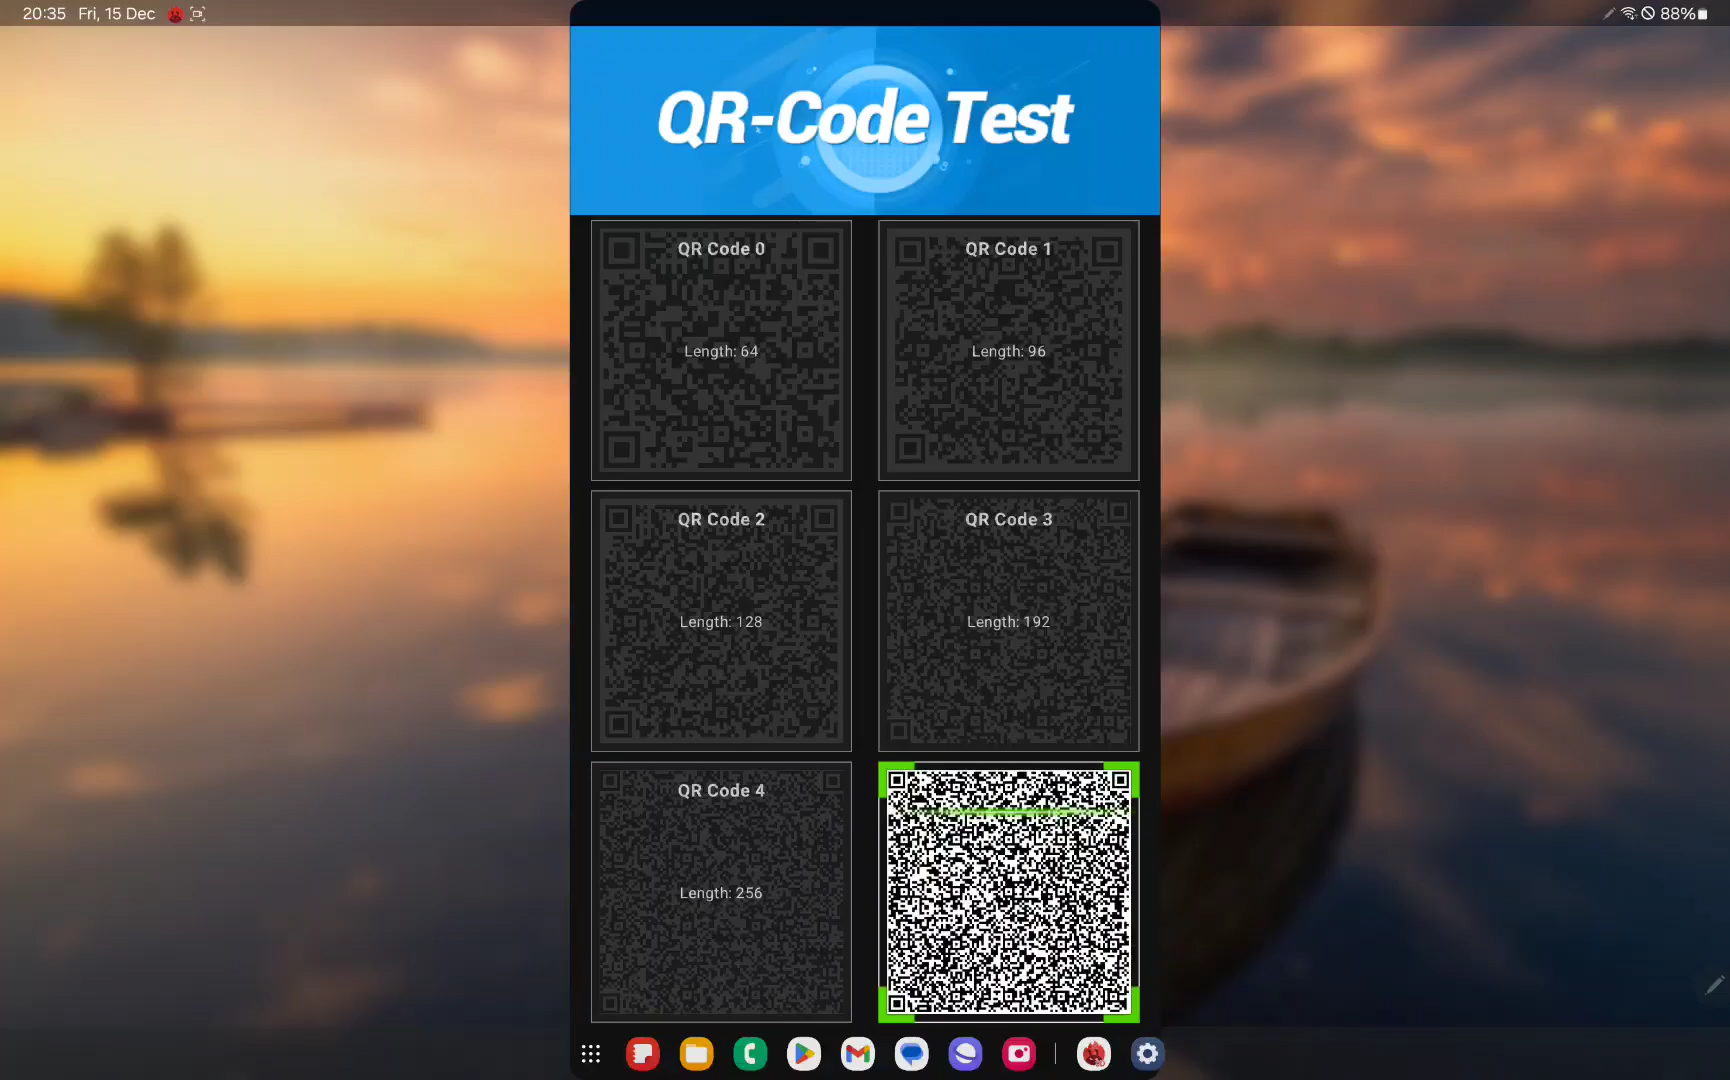 20:35 Fri, 15 Dec
88%
QR-Code Test
QR Code 0
QR Code 1
Length: 64
Length: 96
QR Code 2
QR Code 3
Length: 128
Length: 192
QR Code 4
Length: 256
3D